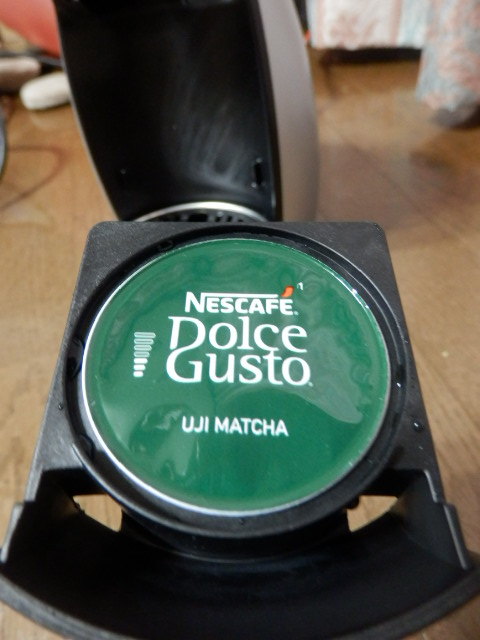 NESCAFÉ.
Dolce
Gusto
UJI MATCHA